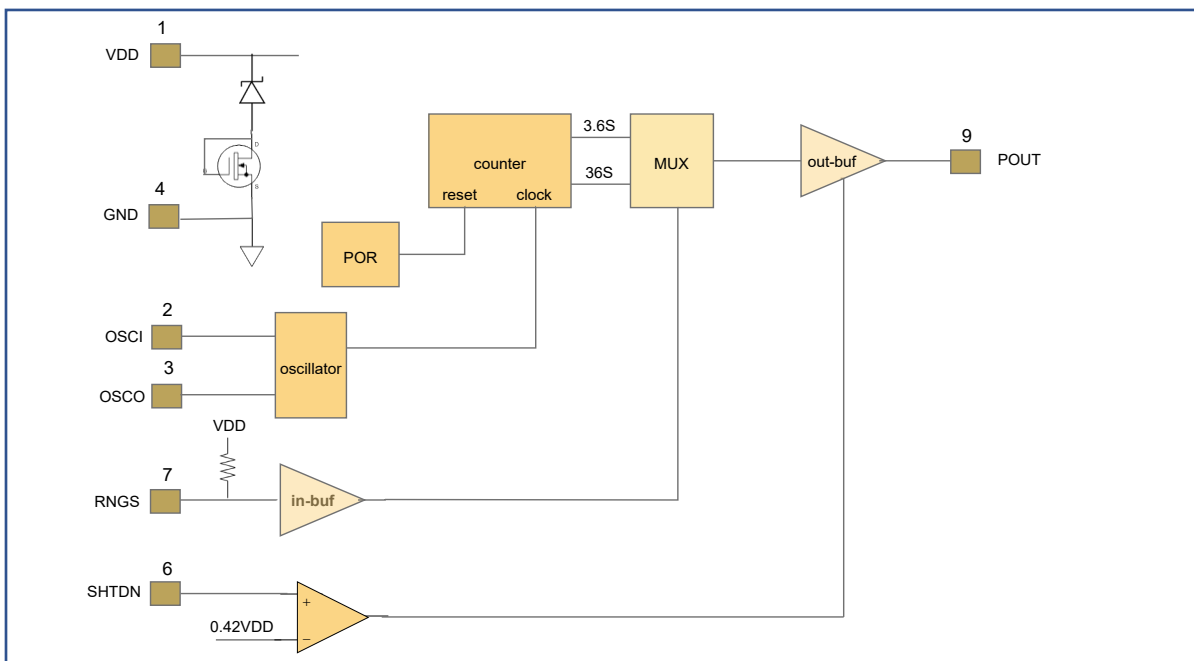 1
VDD
4
GND
D
S
3.6S
36S
counter
reset
clock
MUX
out-buf
9
POUT
POR
2
OSCI
3
OSCO
oscillator
VDD
7
RNGS
in-buf
6
SHTDN
+
0.42VDD
−